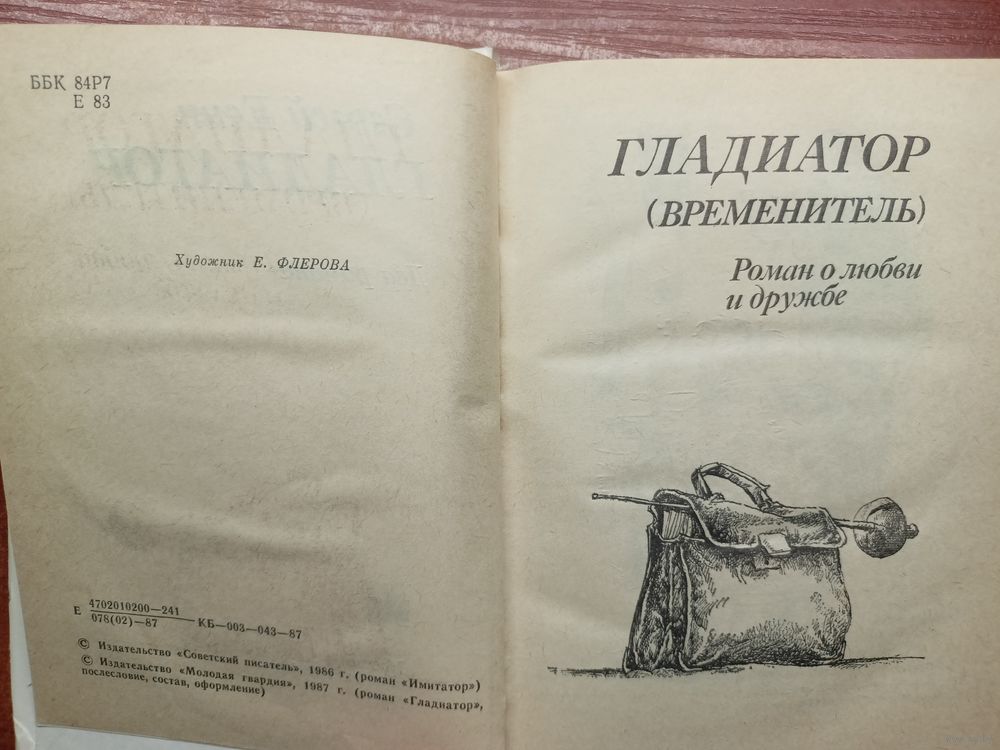 ББК 84Р7
Е 83
Художник Е. ФЛЕРОВА
Е 4702010200—241
078(02)—87
КБ—003—043—87
© Издательство «Советский писатель», 1986 г. (роман «Имитатор»)
© Издательство «Молодая гвардия», 1987 г. (роман «Гладиатор»,
послесловие, состав, оформление)
ГЛАДИАТОР
(ВРЕМЕНИТЕЛЬ)
Роман о любви
и дружбе